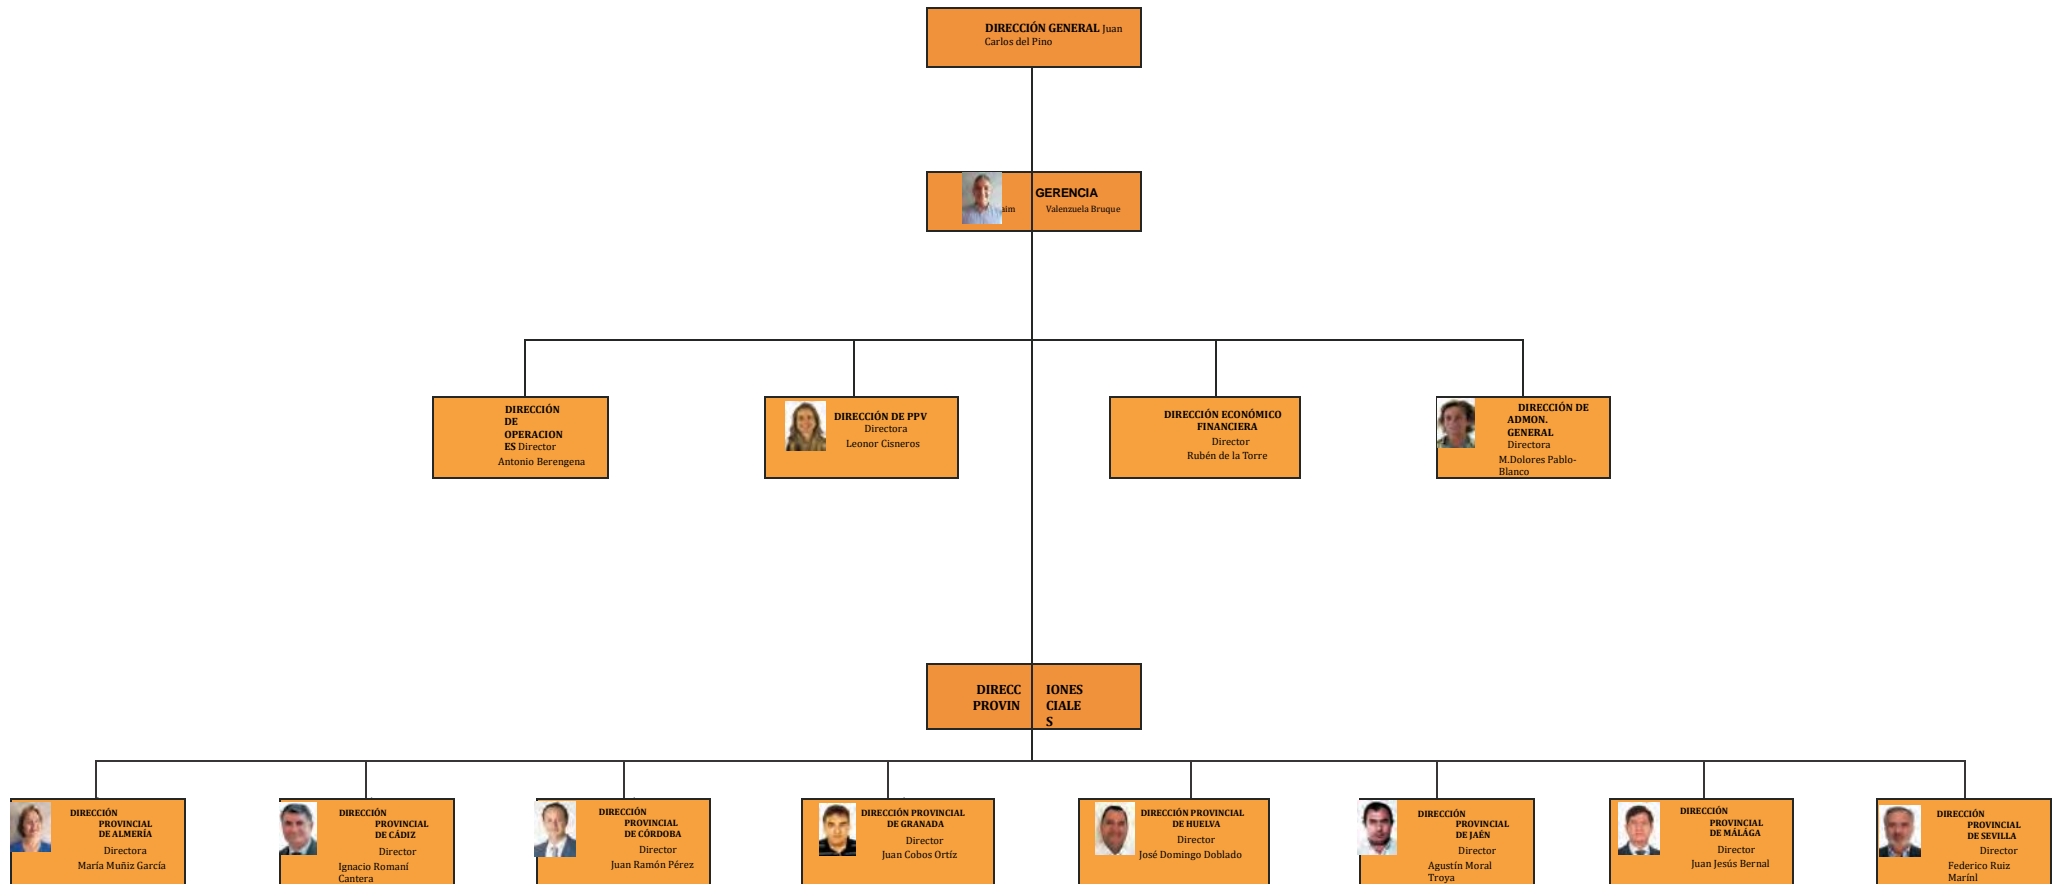 DIRECCIÓN GENERAL Juan
Carlos del Pino
GERENCIA
aim Valenzuela Bruque
DIRECCIÓN
DE
OPERACION
ES Director
Antonio Berengena
DIRECCIÓN DE PPV
Directora
Leonor Cisneros
DIRECCIÓN ECONÓMICO
FINANCIERA
Director
Rubén de la Torre
DIRECCIÓN DE
ADMON.
GENERAL
Directora
M.Dolores Pablo-
Blanco
DIRECC IONES
PROVIN CIALE
S
DIRECCIÓN
PROVINCIAL
DE ALMERÍA
Directora
María Muñiz García
DIRECCIÓN
PROVINCIAL
DE CÁDIZ
Director
Ignacio Romaní
Cantera
DIRECCIÓN
PROVINCIAL
DE CÓRDOBA
Director
Juan Ramón Pérez
DIRECCIÓN PROVINCIAL
DE GRANADA
Director
Juan Cobos Ortíz
DIRECCIÓN PROVINCIAL
DE HUELVA
Director
José Domingo Doblado
DIRECCIÓN
PROVINCIAL
DE JAÉN
Director
Agustín Moral
Troya
DIRECCIÓN
PROVINCIAL
DE MÁLÁGA
Director
Juan Jesús Bernal
DIRECCIÓN
PROVINCIAL
DE SEVILLA
Director
Federico Ruiz
Marínl